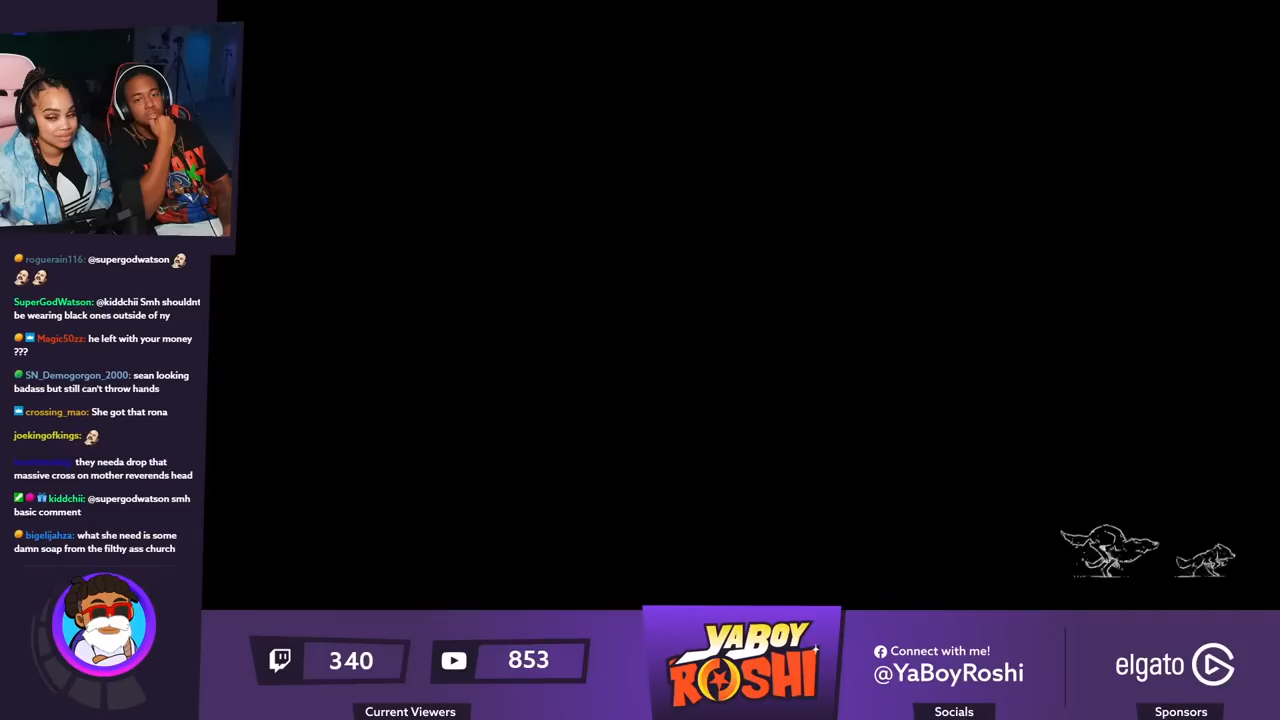 roguerain116: @supergodwatson
SuperGodWatson: @kiddchii Smh shouldnt
be wearing black ones outside of ny
Magic50zz: he left with your money
???
SN_Demogorgon_2000: sean looking
badass but still can't throw hands
crossing_mao: She got that rona
joekingofkings:
they needa drop that
massive cross on mother reverends head
kiddchii: @supergodwatson smh
basic comment
bigelijahza: what she need is some
damn soap from the filthy ass church
340
853
Current Viewers
YABOY
ROSHI
Connect with me!
@YaBoyRoshi
Socials
elgato
Sponsors